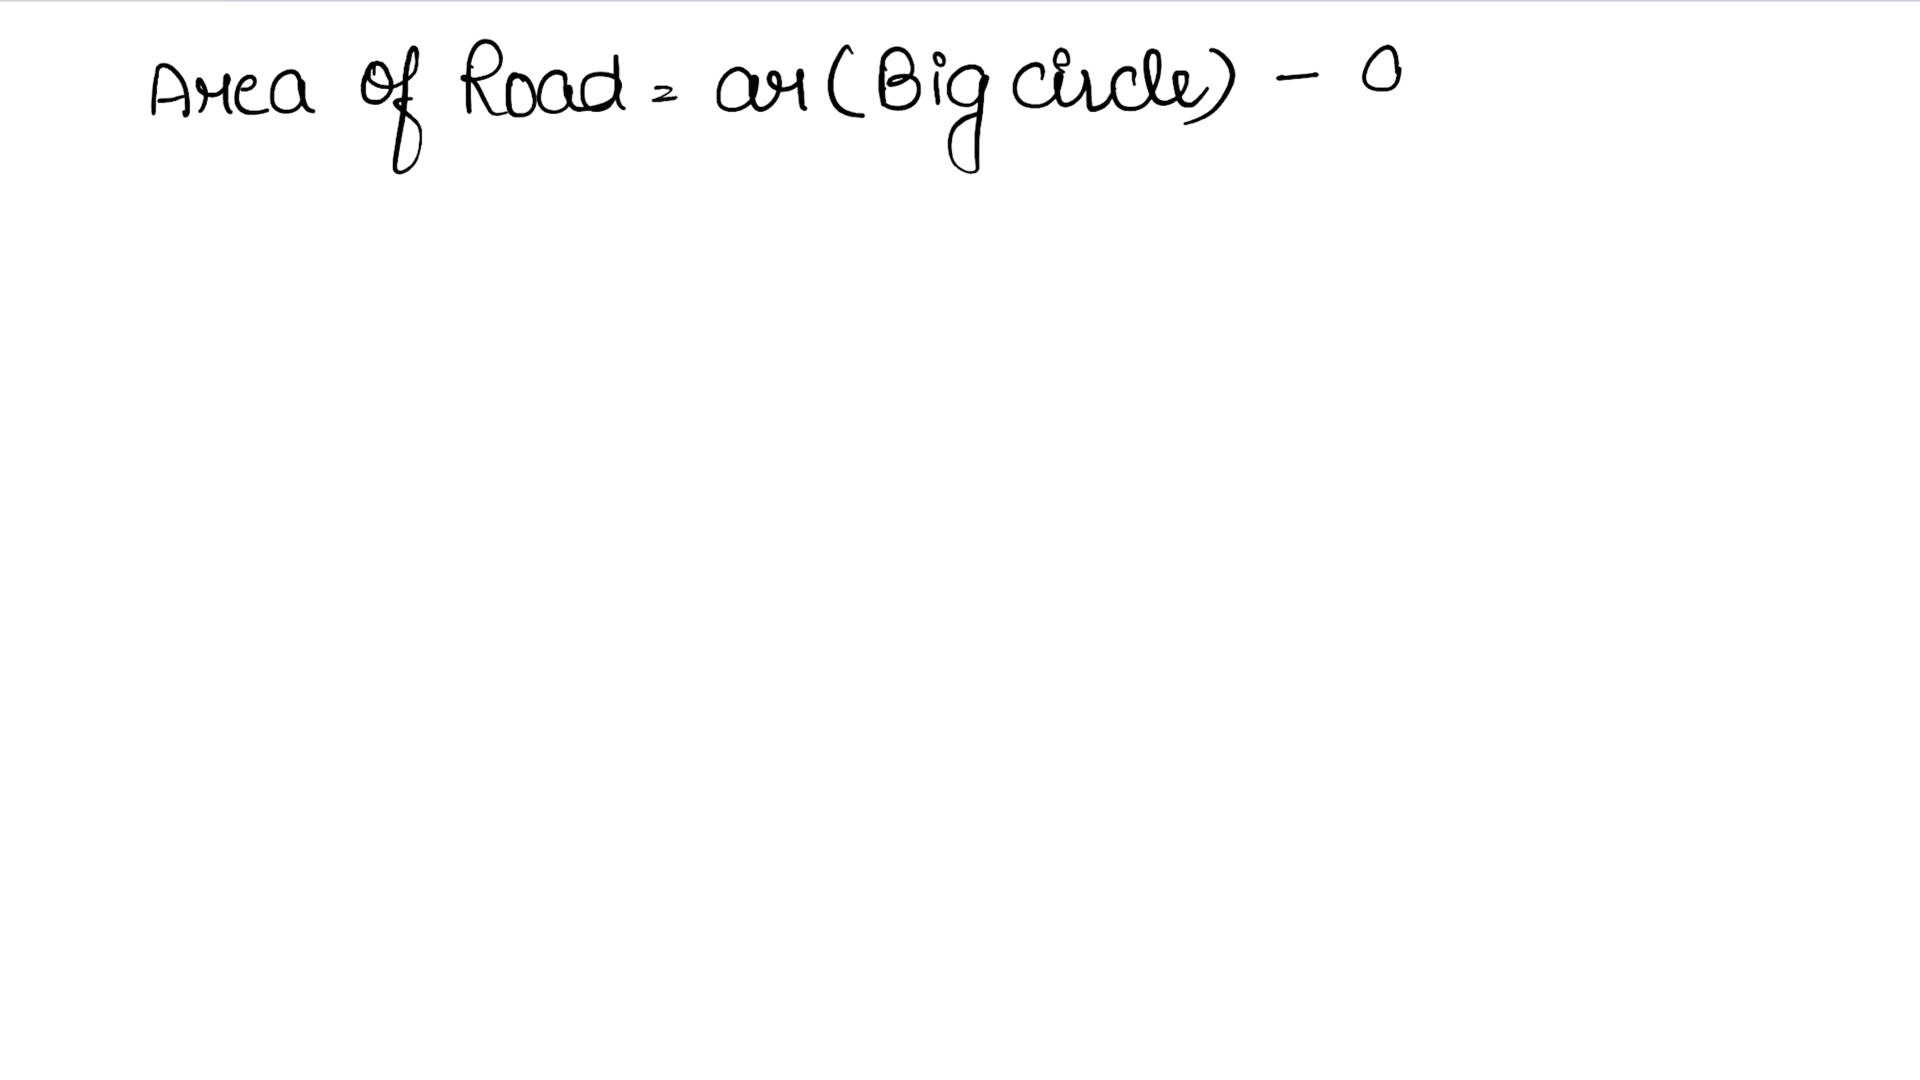 Area of Road = ar (Big circle) - 0